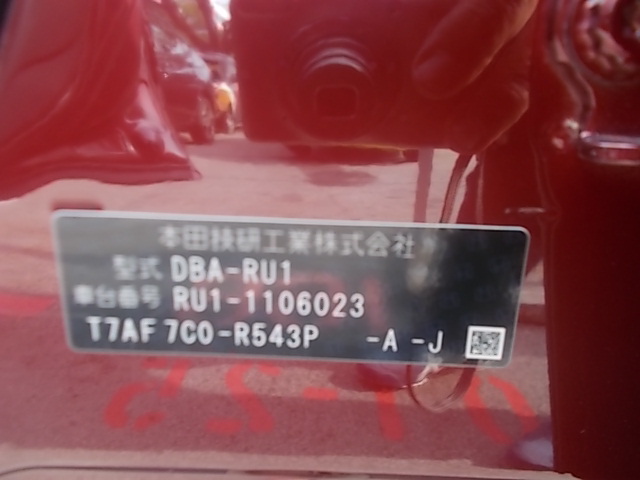 本田技研工業株式会社
型式 DBA-RU1
車台番号 RU1-1106023
T7AF 7C0-R543P -A -J